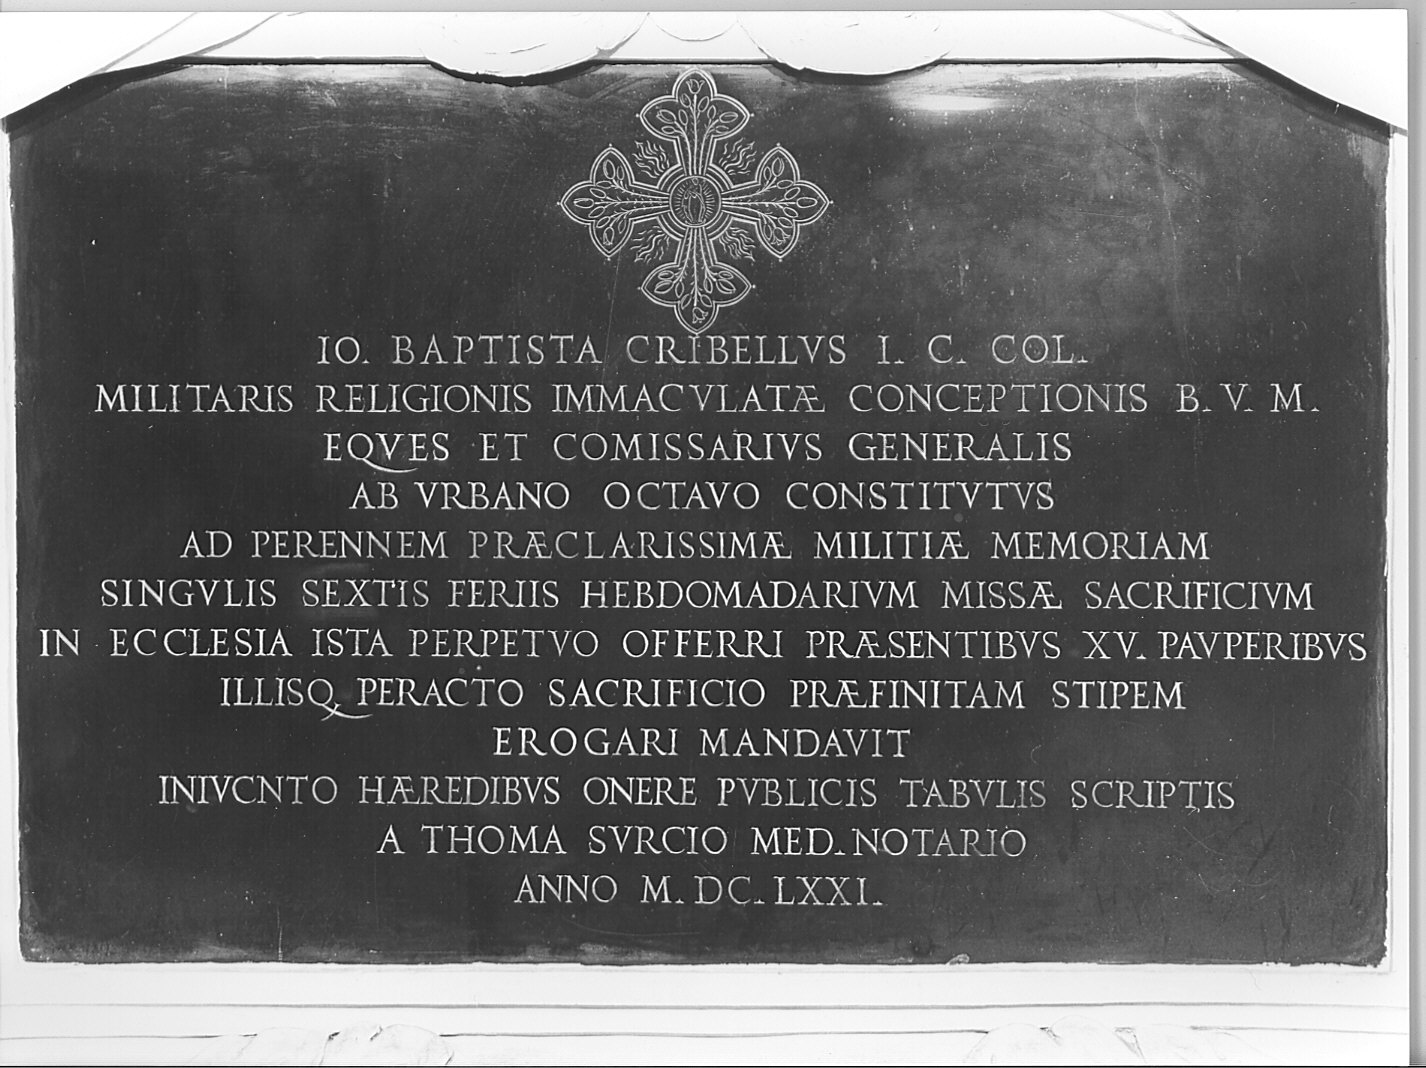 IO. BAPTISTA CRIBELLVS I. C. COL.
MILITARIS RELIGIONIS IMMACVLATÆ CONCEPTIONIS B. V. M.
EQVES ET COMISSARIVS GENERALIS
AB VRBANO OCTAVO CONSTITVTVS
AD PERENNEM PRÆCLARISSIMÆ MILITIÆ MEMORIAM
SINGVLIS SEXTIS FERIIS HEBDOMADARIVM MISSÆ SACRIFICIVM
IN ECCLESIA ISTA PERPETVO OFFERRI PRÆSENTIBVS XV. PAVPERIBVS
ILLISQ PERACTO SACRIFICIO PRÆFINITAM STIPEM
EROGARI MANDAVIT
INIVCNTO HÆREDIBVS ONERE PVBLICIS TABVLIS SCRIPTIS
A THOMA SVRCIO MED. NOTARIO
ANNO M. DC. LXXI.